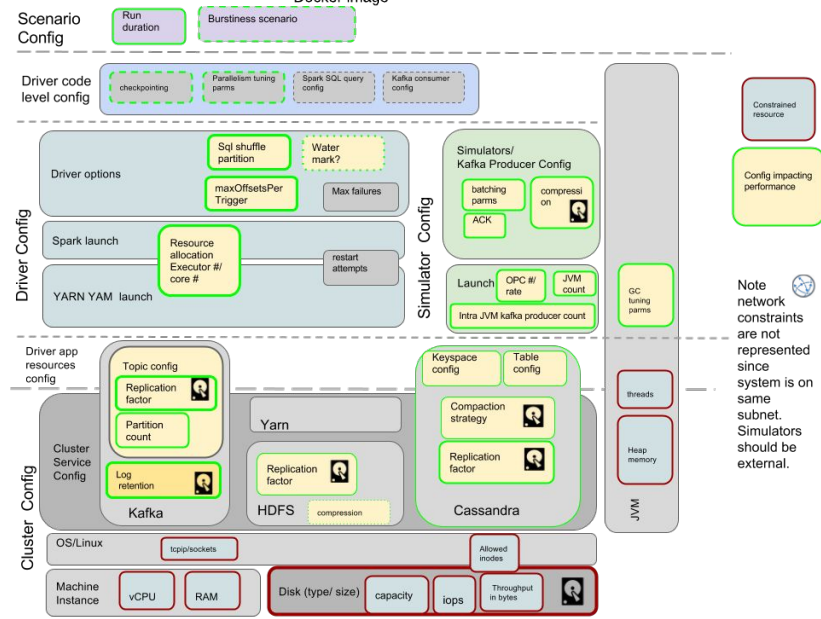 Docker image
Scenario
Config
Run
duration
Burstiness scenario
Driver code
level config
checkpointing
Parallelism tuning
parms
Spark SQL query
config
Kafka consumer
config
Constrained
resource
Config impacting
performance
Driver Config
Driver options
Sql shuffle
partition
Water
mark?
maxOffsetsPer
Trigger
Max failures
Spark launch
Resource
allocation
Executor #/
core #
restart
attempts
YARN YAM launch
Simulator Config
Simulators/
Kafka Producer Config
batching
parms
compressi
on
ACK
Launch
OPC #/
rate
JVM
count
Intra JVM kafka producer count
GC
tuning
parms
threads
Heap
memory
JVM
Note
network
constraints
are not
represented
since
system is on
same
subnet.
Simulators
should be
external.
Driver app
resources
config
Cluster Config
Cluster
Service
Config
Topic config
Replication
factor
Partition
count
Log
retention
Kafka
Yarn
Replication
factor
HDFS
compression
Keyspace
config
Table
config
Compaction
strategy
Replication
factor
Cassandra
OS/Linux
tcpip/sockets
Allowed
inodes
Machine
Instance
vCPU
RAM
Disk (type/ size)
capacity
iops
Throughput
in bytes